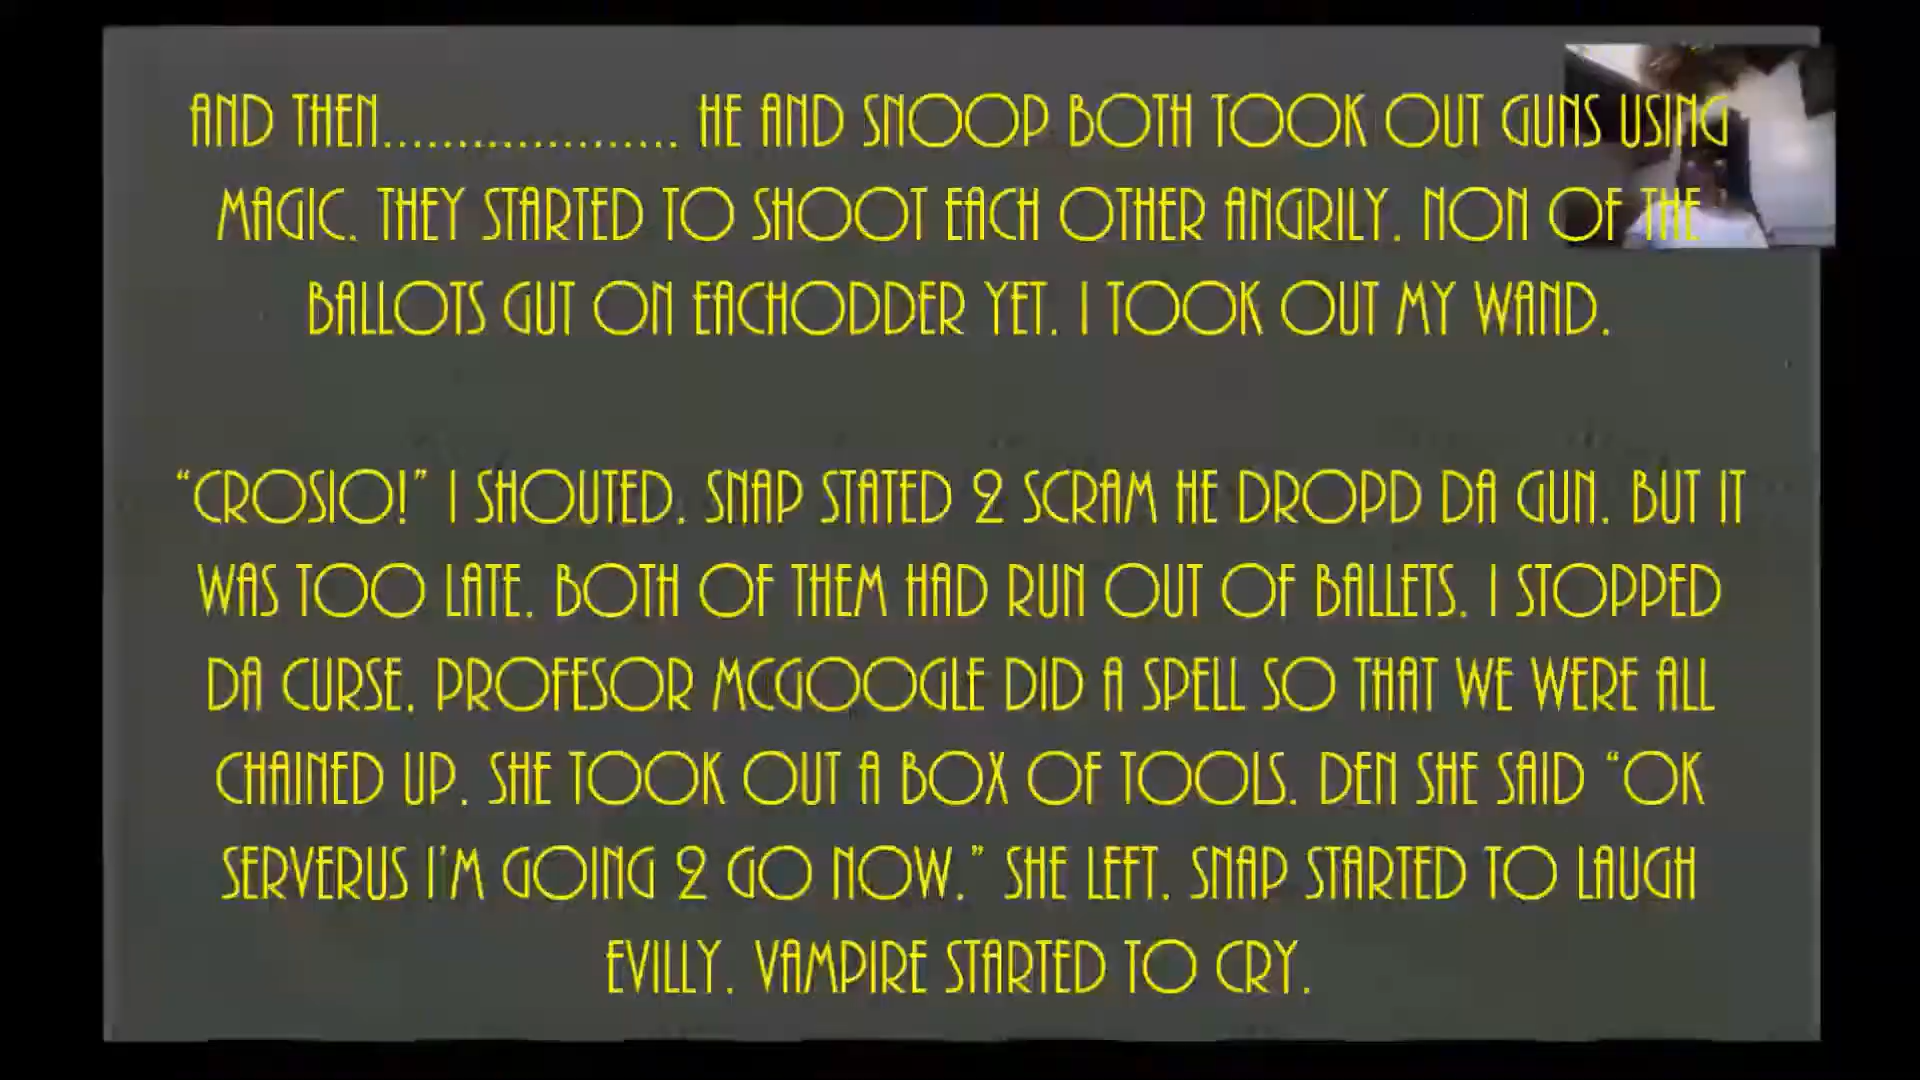 AND THEN.................... HE AND SNOOP BOTH TOOK OUT GUNS USING
MAGIC. THEY STARTED TO SHOOT EACH OTHER ANGRILY. NON OF THE
BALLOTS GUT ON EACHODDER YET. I TOOK OUT MY WAND.
“CROSIO!” I SHOUTED. SNAP STATED 2 SCRAM HE DROPD DA GUN. BUT IT
WAS TOO LATE. BOTH OF THEM HAD RUN OUT OF BALLETS. I STOPPED
DA CURSE. PROFESOR MCGOOGLE DID A SPELL SO THAT WE WERE ALL
CHAINED UP. SHE TOOK OUT A BOX OF TOOLS. DEN SHE SAID “OK
SERVERUS I'M GOING 2 GO NOW.” SHE LEFT. SNAP STARTED TO LAUGH
EVILLY. VAMPIRE STARTED TO CRY.